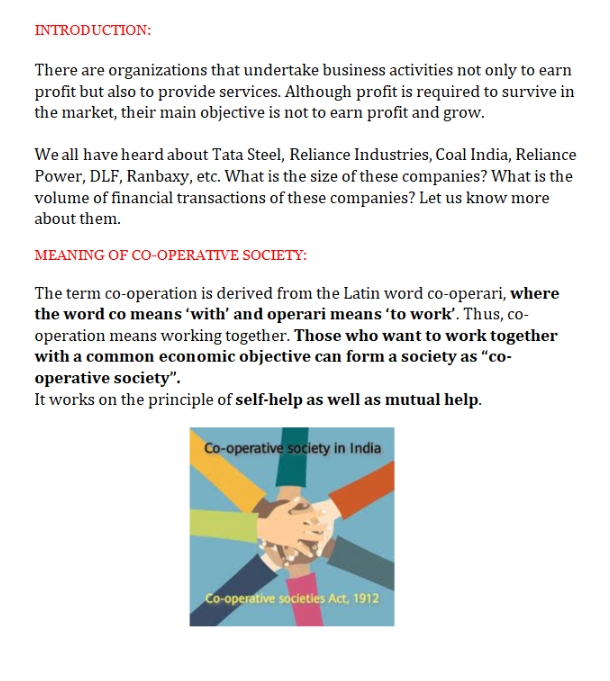 INTRODUCTION:
There are organizations that undertake business activities not only to earn
profit but also to provide services. Although profit is required to survive in
the market, their main objective is not to earn profit and grow.
We all have heard about Tata Steel, Reliance Industries, Coal India, Reliance
Power, DLF, Ranbaxy, etc. What is the size of these companies? What is the
volume of financial transactions of these companies? Let us know more
about them.
MEANING OF CO-OPERATIVE SOCIETY:
The term co-operation is derived from the Latin word co-operari, where
the word co means ‘with’ and operari means ‘to work’. Thus, co-
operation means working together. Those who want to work together
with a common economic objective can form a society as “co-
operative society”.
It works on the principle of self-help as well as mutual help.
Co-operative society in India
Co-operative societies Act, 1912